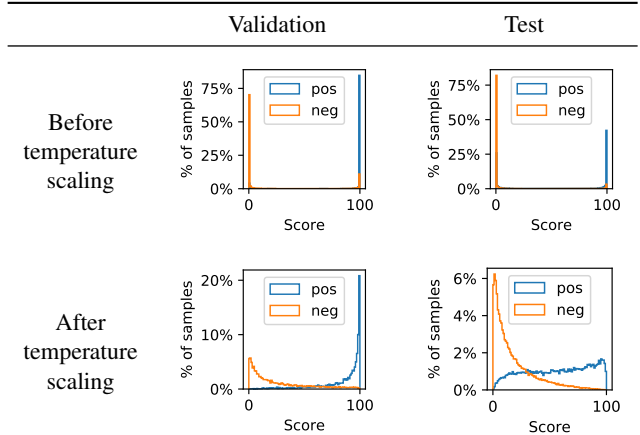 Validation Test
Before
temperature
scaling
% of samples
75%
50%
25%
0%
pos
neg
0 100
Score
% of samples
75%
50%
25%
0%
pos
neg
0 100
Score
After
temperature
scaling
% of samples
20%
10%
0%
pos
neg
0 100
Score
% of samples
6%
4%
2%
0%
pos
neg
0 100
Score